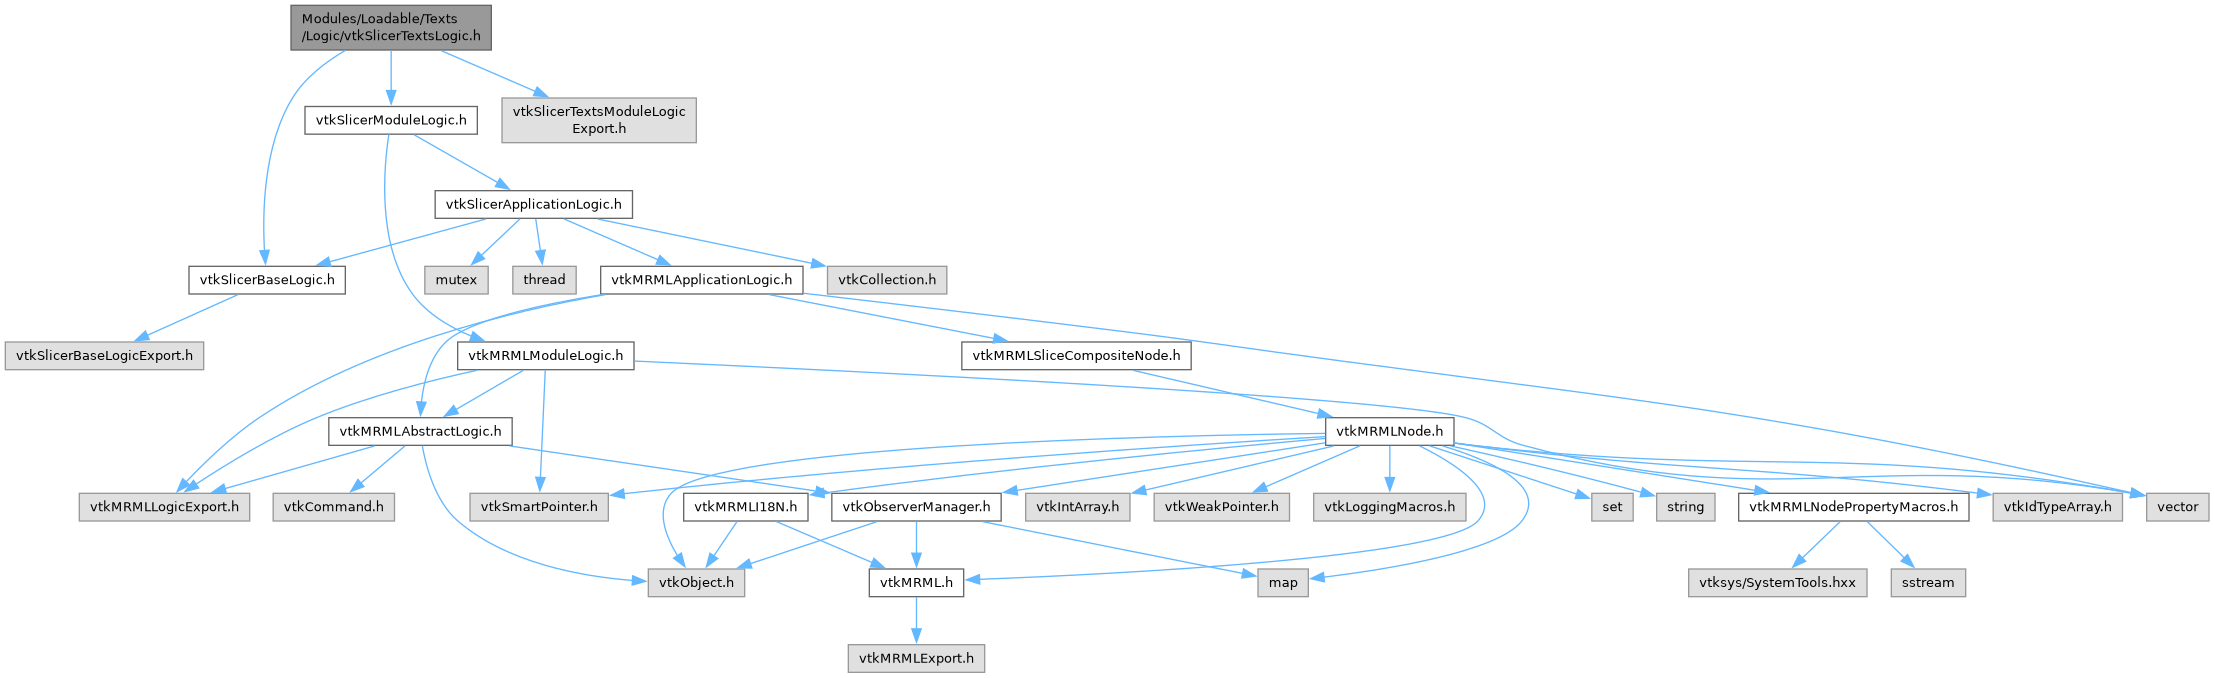 Modules/Loadable/Texts
/Logic/vtkSlicerTextsLogic.h
vtkSlicerModuleLogic.h
vtkSlicerTextsModuleLogic
Export.h
vtkSlicerApplicationLogic.h
vtkSlicerBaseLogic.h
mutex
thread
vtkMRMLApplicationLogic.h
vtkCollection.h
vtkSlicerBaseLogicExport.h
vtkMRMLModuleLogic.h
vtkMRMLSliceCompositeNode.h
vtkMRMLAbstractLogic.h
vtkMRMLNode.h
vtkMRMLLogicExport.h
vtkCommand.h
vtkSmartPointer.h
vtkMRMLI18N.h
vtkObserverManager.h
vtkIntArray.h
vtkWeakPointer.h
vtkLoggingMacros.h
set
string
vtkMRMLNodePropertyMacros.h
vtkIdTypeArray.h
vector
vtkObject.h
vtkMRML.h
map
vtksys/SystemTools.hxx
sstream
vtkMRMLExport.h